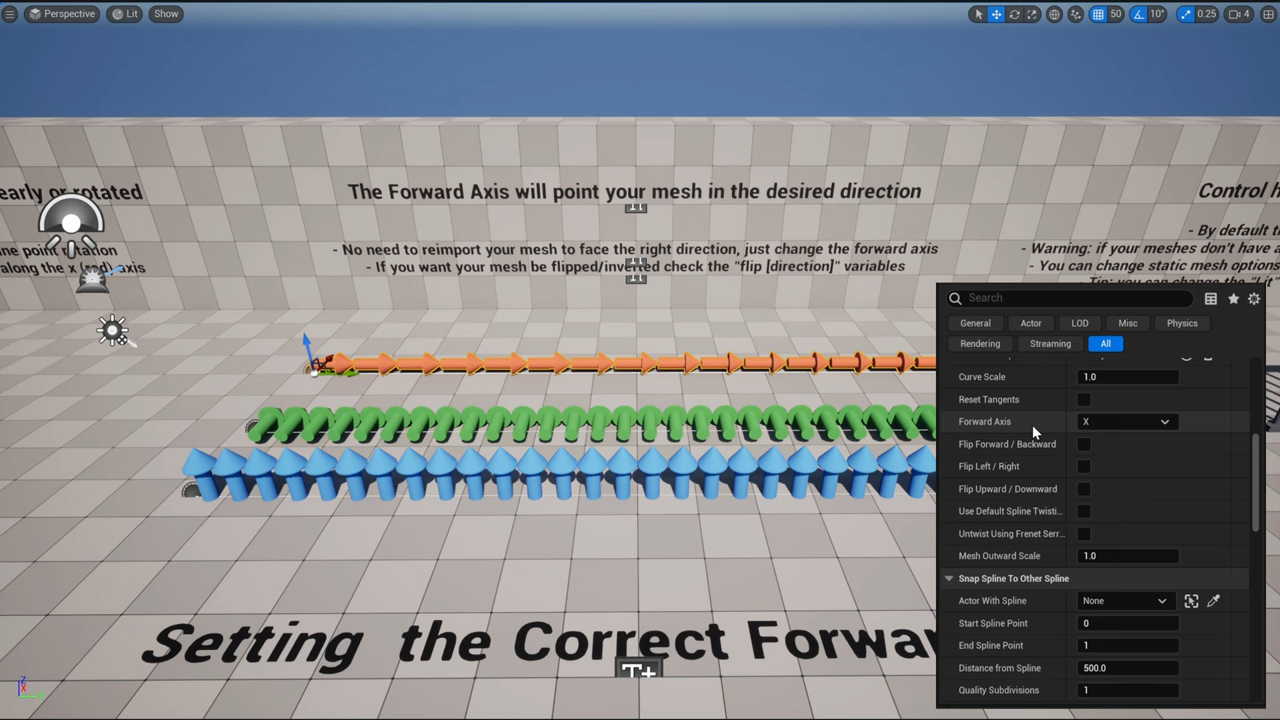 Perspective
Lit
Show
50
10°
0.25
4
early or rotated
The Forward Axis will point your mesh in the desired direction
Control
- By default
- No need to reimport your mesh to face the right direction, just change the forward axis
- Warning: if your meshes don't have a
along the x (red) axis
- If you want your mesh be flipped/inverted check the "flip [direction]" variables
- You can change static mesh options
Search
General
Actor
LOD
Misc
Physics
Rendering
Streaming
All
Curve Scale
1.0
Reset Tangents
Forward Axis
X
Flip Forward / Backward
Flip Left / Right
Flip Upward / Downward
Use Default Spline Twisti...
Untwist Using Frenet Serr...
Mesh Outward Scale
1.0
Snap Spline To Other Spline
Actor With Spline
None
Start Spline Point
0
End Spline Point
1
Distance from Spline
500.0
Quality Subdivisions
1
Setting the Correct Forwar
T+